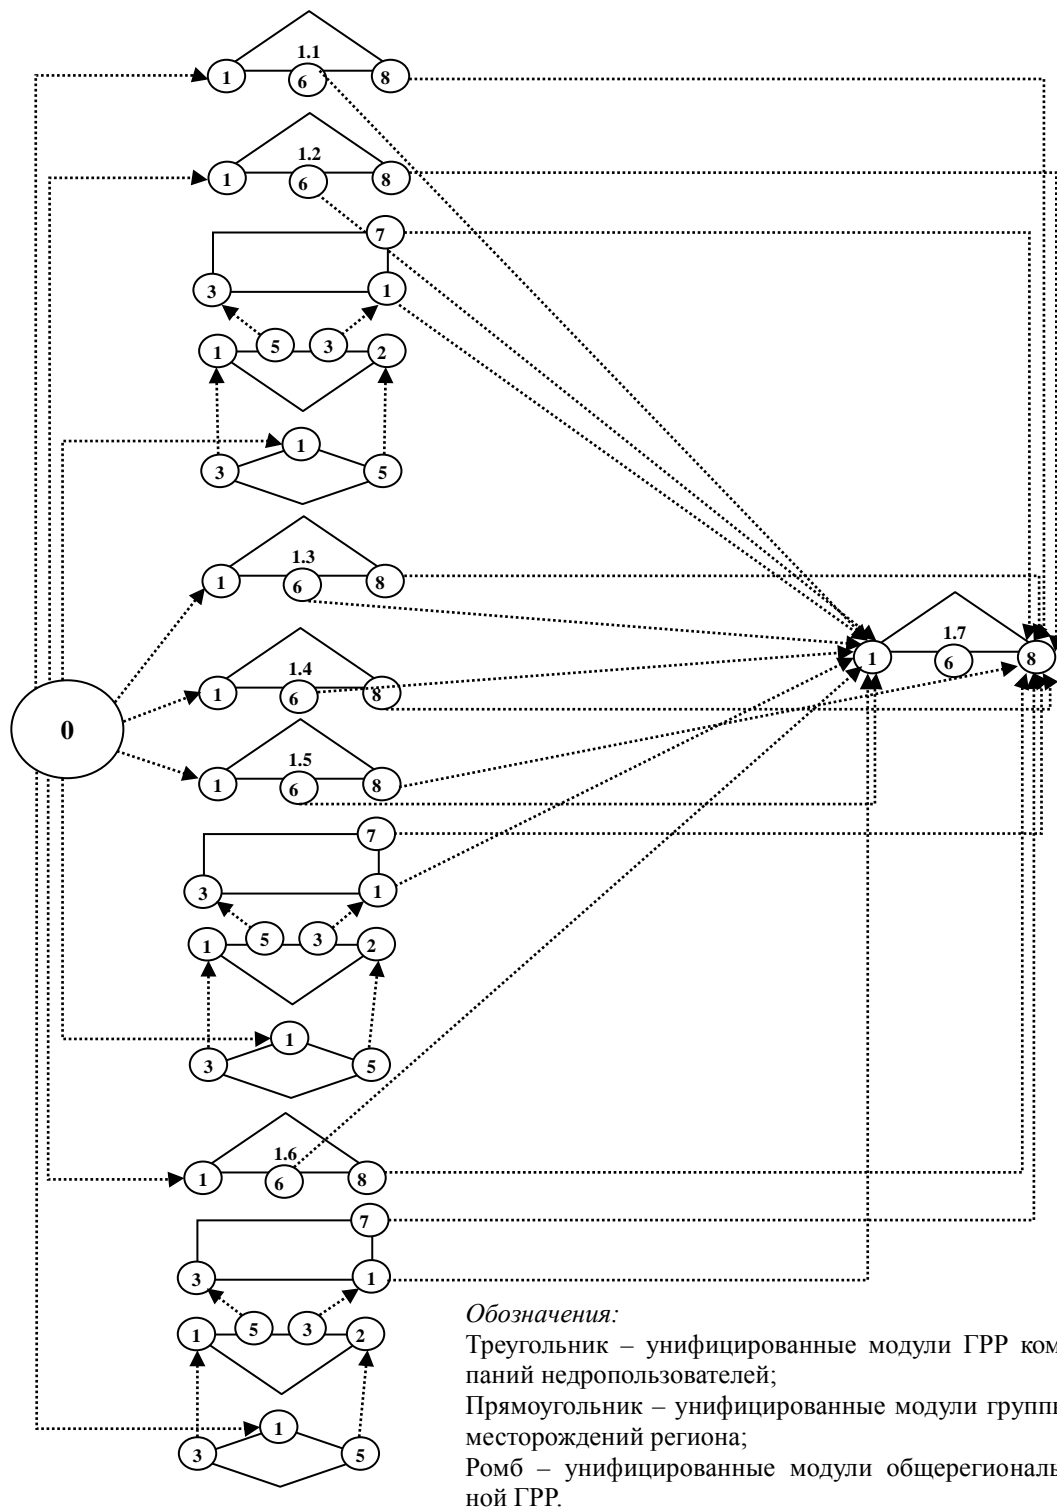 1.1
1 6 8
1.2
1 6 8
7
3 1
5 3
1 2
1
3 5
1.3
1 6 8
1.7
1 6 8
1.4
1 6 8
0
1.5
1 6 8
7
3 1
5 3
1 2
1
3 5
1.6
1 6 8
7
3 1
5 3
1 2
1
3 5
Обозначения:
Треугольник – унифицированные модули ГРР ком
паний недропользователей;
Прямоугольник – унифицированные модули групп
месторождений региона;
Ромб – унифицированные модули общерегиональ
ной ГРР.